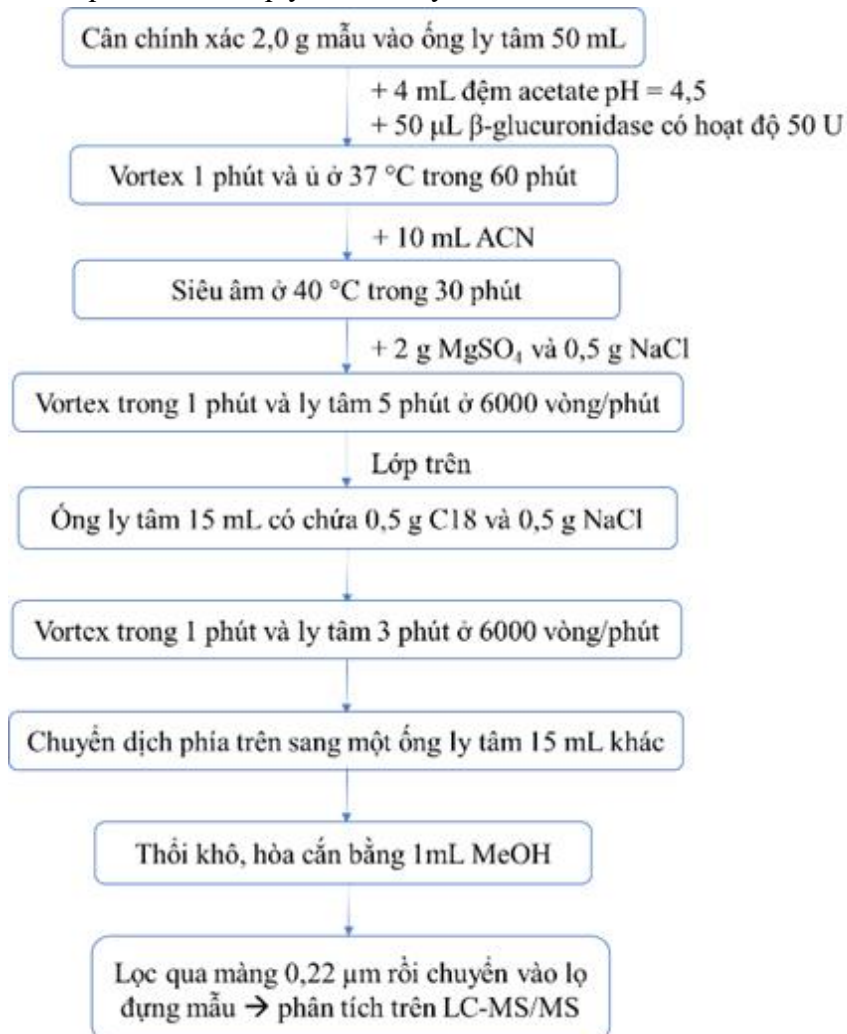 Cân chính xác 2,0 g mẫu vào ống ly tâm 50 mL
+ 4 mL đệm acetate pH = 4,5
+ 50 μL β-glucuronidase có hoạt độ 50 U
Vortex 1 phút và ủ ở 37 °C trong 60 phút
+ 10 mL ACN
Siêu âm ở 40 °C trong 30 phút
+ 2 g MgSO₄ và 0,5 g NaCl
Vortex trong 1 phút và ly tâm 5 phút ở 6000 vòng/phút
Lớp trên
Ống ly tâm 15 mL có chứa 0,5 g C18 và 0,5 g NaCl
Vortex trong 1 phút và ly tâm 3 phút ở 6000 vòng/phút
Chuyển dịch phía trên sang một ống ly tâm 15 mL khác
Thổi khô, hòa cắn bằng 1mL MeOH
Lọc qua màng 0,22 μm rồi chuyển vào lọ
đựng mẫu → phân tích trên LC-MS/MS